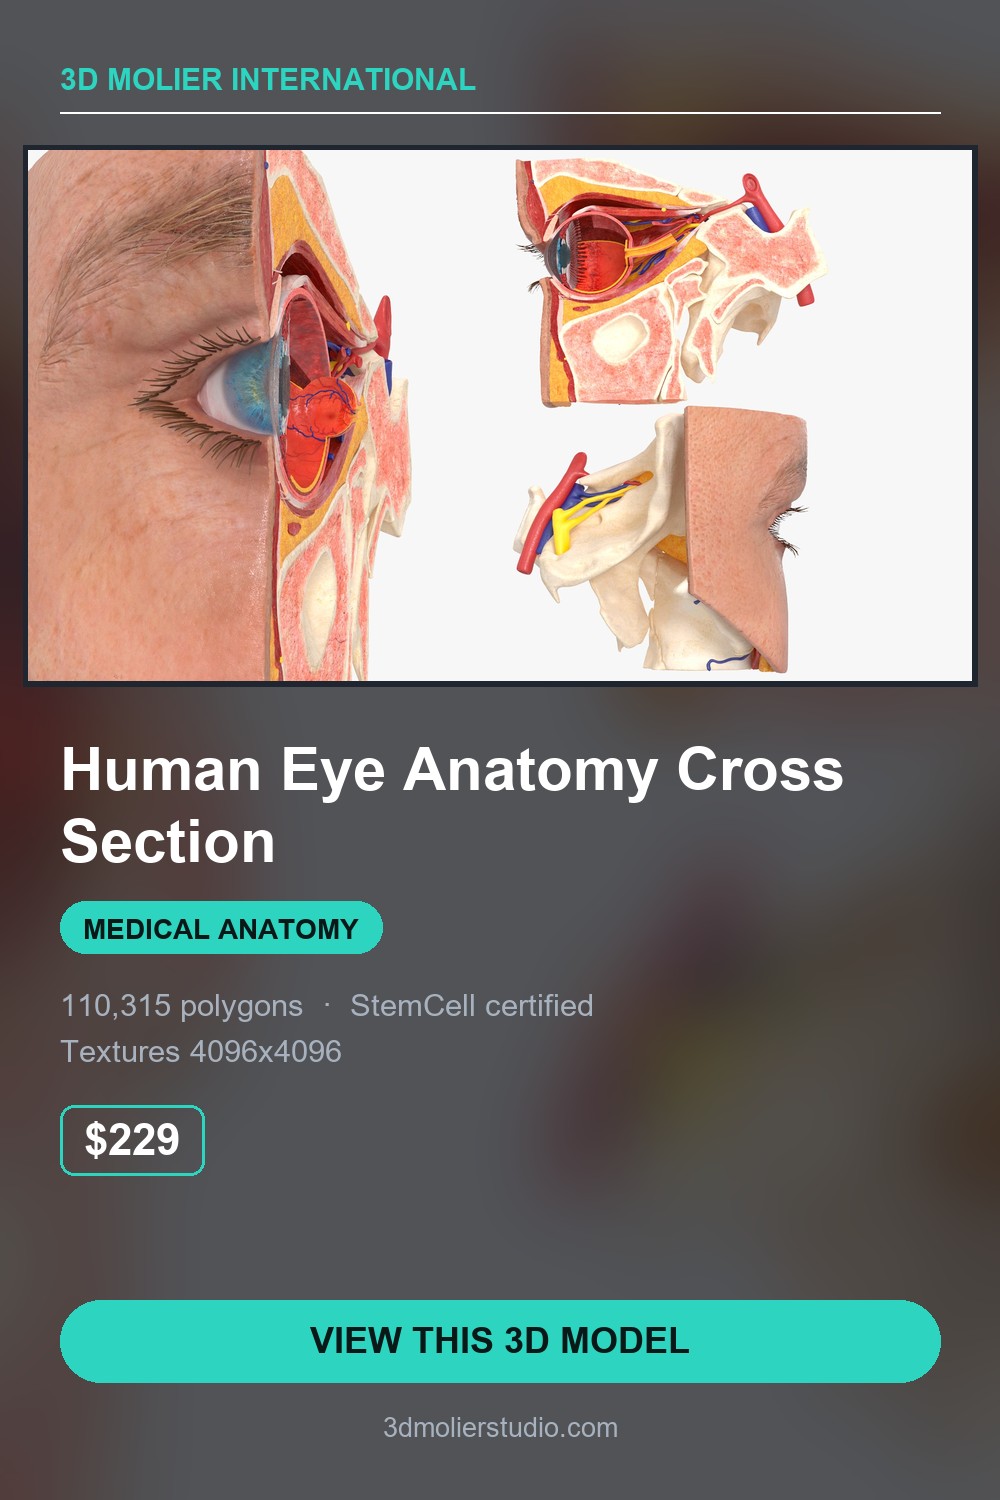 3D MOLIER INTERNATIONAL
Human Eye Anatomy Cross
Section
MEDICAL ANATOMY
110,315 polygons · StemCell certified
Textures 4096x4096
$229
VIEW THIS 3D MODEL
3dmolierstudio.com